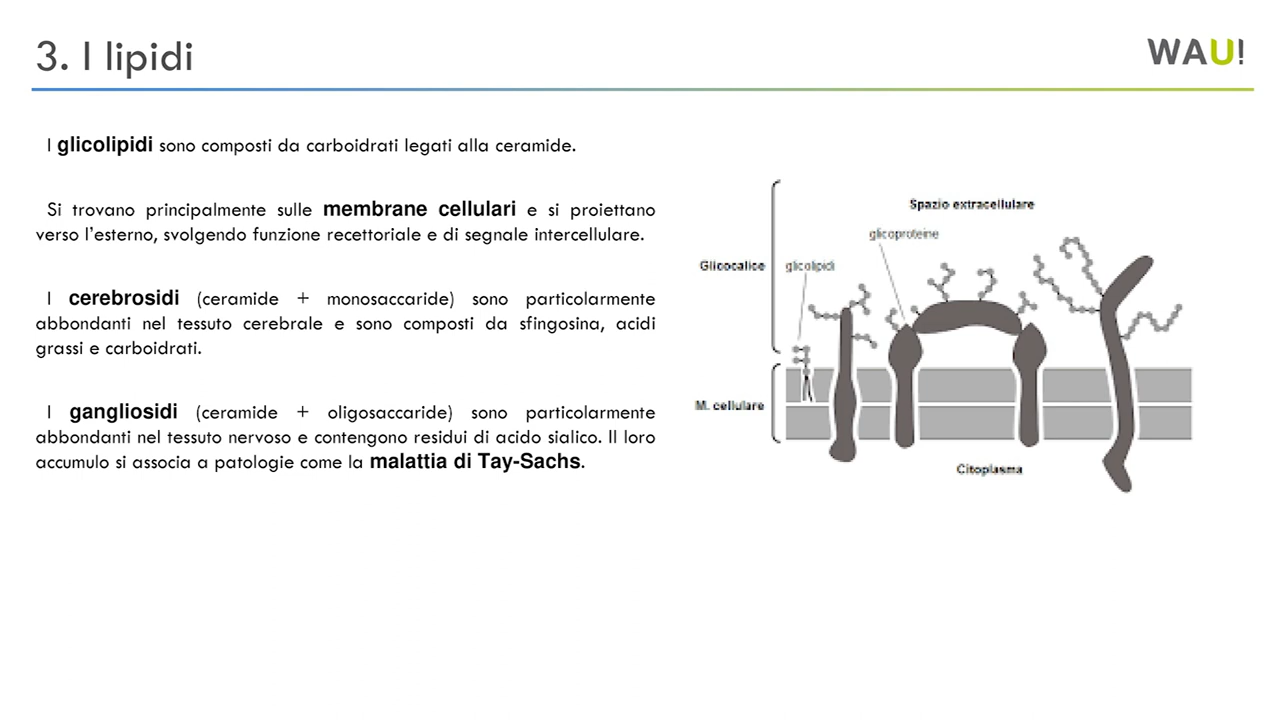 3. I lipidi
WAU!
I glicolipidi sono composti da carboidrati legati alla ceramide.
Si trovano principalmente sulle membrane cellulari e si proiettano
verso l'esterno, svolgendo funzione recettoriale e di segnale intercellulare.
I cerebrosidi (ceramide + monosaccaride) sono particolarmente
abbondanti nel tessuto cerebrale e sono composti da sfingosina, acidi
grassi e carboidrati.
I gangliosidi (ceramide + oligosaccaride) sono particolarmente
abbondanti nel tessuto nervoso e contengono residui di acido sialico. Il loro
accumulo si associa a patologie come la malattia di Tay-Sachs.
Spazio extracellulare
glicoproteine
Glicocalice
glicolipidi
M. cellulare
Citoplasma